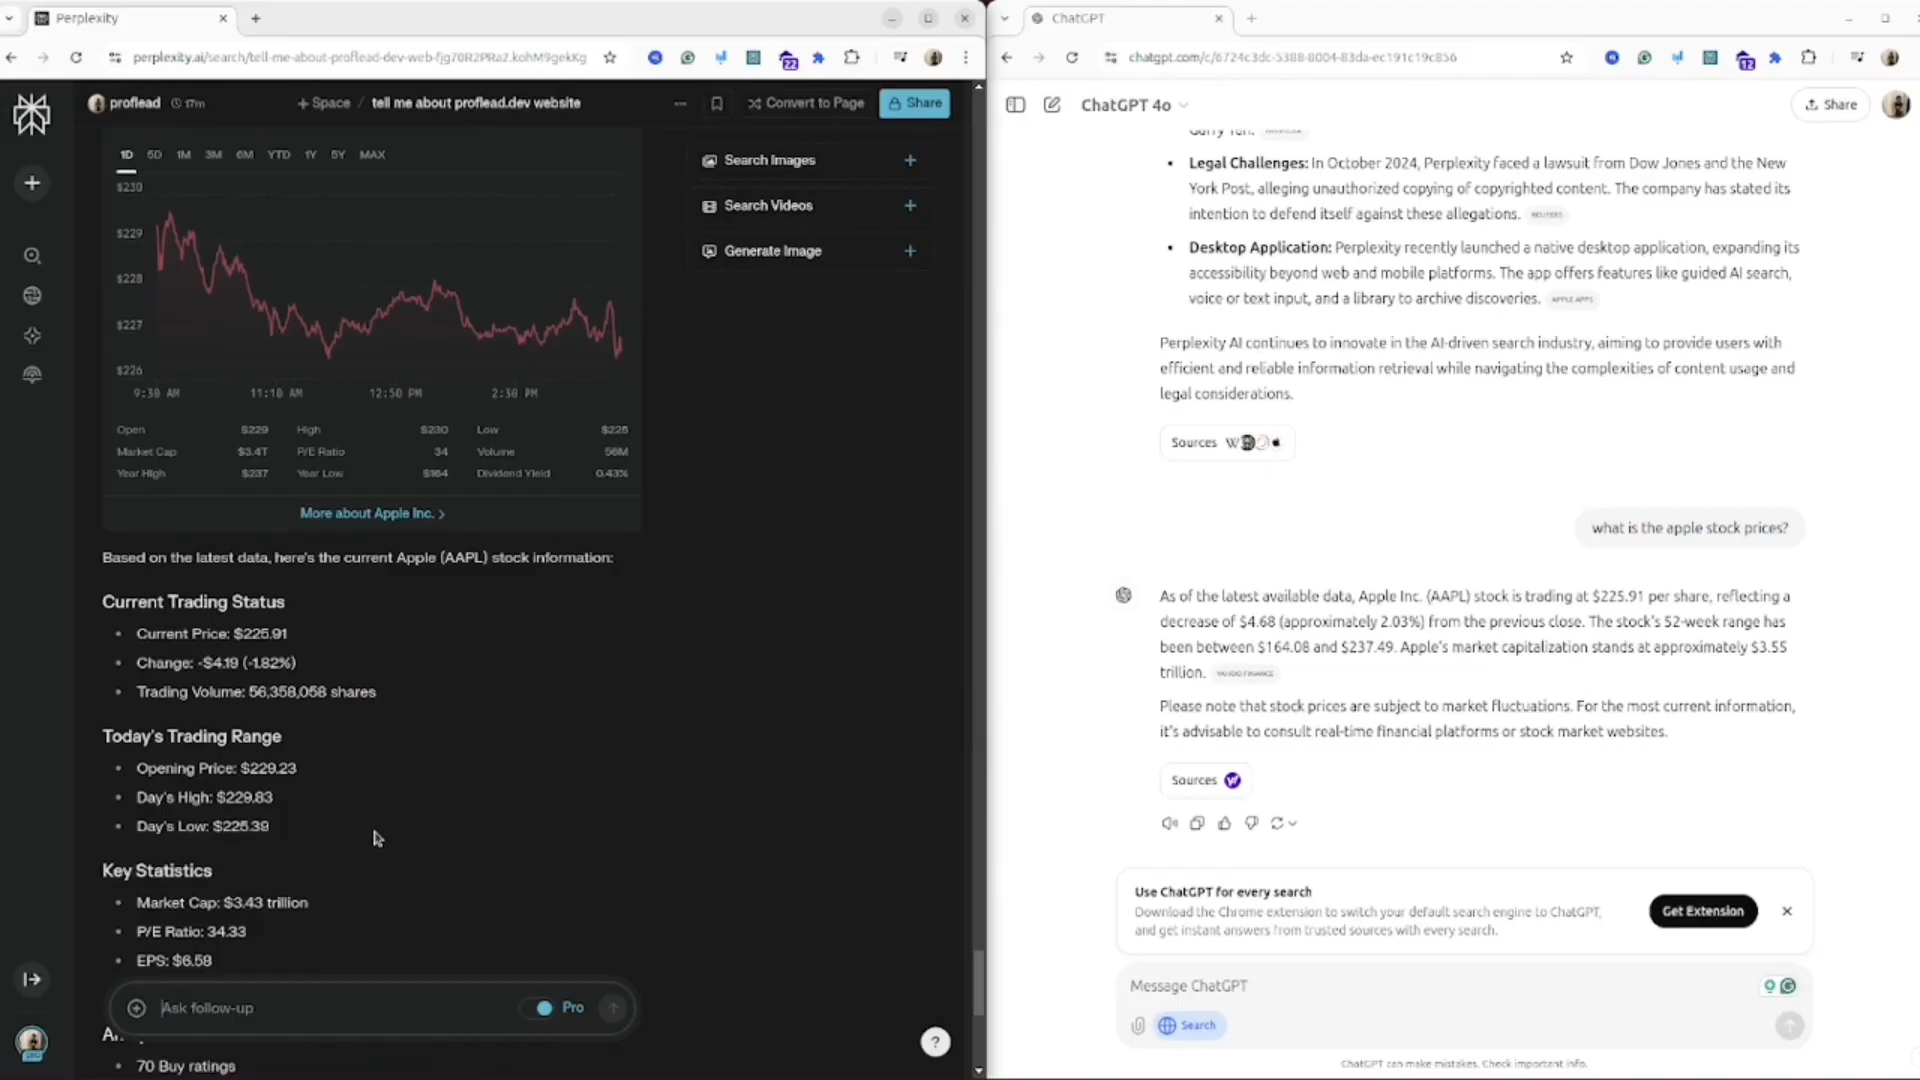 Perplexity
perplexity.ai/search/tell-me-about-proflead-dev-web-fjg70R2PRa2.kohM9gekKg
22
proflead 17m
+ Space / tell me about proflead.dev website
Convert to Page
Share
1D 5D 1M 3M 6M YTD 1Y 5Y MAX
$230
$229
$228
$227
$226
9:30 AM 11:10 AM 12:50 PM 2:30 PM
Open $229 High $230 Low $225
Market Cap $3.4T P/E Ratio 34 Volume 56M
Year High $237 Year Low $164 Dividend Yield 0.43%
More about Apple Inc. >
Search Images +
Search Videos +
Generate Image +
Based on the latest data, here's the current Apple (AAPL) stock information:
Current Trading Status
• Current Price: $225.91
• Change: -$4.19 (-1.82%)
• Trading Volume: 56,358,058 shares
Today's Trading Range
• Opening Price: $229.23
• Day's High: $229.83
• Day's Low: $225.39
Key Statistics
• Market Cap: $3.43 trillion
• P/E Ratio: 34.33
• EPS: $6.58
Ask follow-up
Pro
• 70 Buy ratings
?
ChatGPT
chatgpt.com/c/6724c3dc-5388-8004-83da-ec191c19c856
12
ChatGPT 4o
Share
• Legal Challenges: In October 2024, Perplexity faced a lawsuit from Dow Jones and the New
York Post, alleging unauthorized copying of copyrighted content. The company has stated its
intention to defend itself against these allegations. REUTERS
• Desktop Application: Perplexity recently launched a native desktop application, expanding its
accessibility beyond web and mobile platforms. The app offers features like guided AI search,
voice or text input, and a library to archive discoveries. APPLE APPS
Perplexity AI continues to innovate in the AI-driven search industry, aiming to provide users with
efficient and reliable information retrieval while navigating the complexities of content usage and
legal considerations.
Sources
what is the apple stock prices?
As of the latest available data, Apple Inc. (AAPL) stock is trading at $225.91 per share, reflecting a
decrease of $4.68 (approximately 2.03%) from the previous close. The stock's 52-week range has
been between $164.08 and $237.49. Apple's market capitalization stands at approximately $3.55
trillion. YAHOO FINANCE
Please note that stock prices are subject to market fluctuations. For the most current information,
it's advisable to consult real-time financial platforms or stock market websites.
Sources
Use ChatGPT for every search
Download the Chrome extension to switch your default search engine to ChatGPT,
and get instant answers from trusted sources with every search.
Get Extension
Message ChatGPT
Search
ChatGPT can make mistakes. Check important info.